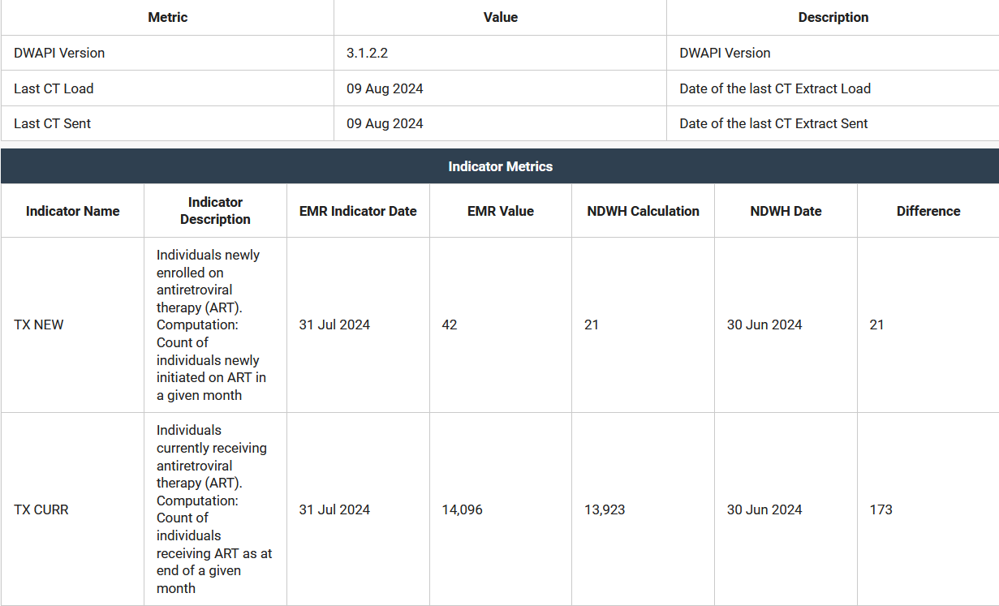 Metric Value Description
DWAPI Version 3.1.2.2 DWAPI Version
Last CT Load 09 Aug 2024 Date of the last CT Extract Load
Last CT Sent 09 Aug 2024 Date of the last CT Extract Sent
Indicator Metrics
Indicator Name Indicator Description EMR Indicator Date EMR Value NDWH Calculation NDWH Date Difference
TX NEW
Individuals newly
enrolled on
antiretroviral
therapy (ART).
Computation:
Count of
individuals newly
initiated on ART in
a given month
31 Jul 2024 42 21 30 Jun 2024 21
TX CURR
Individuals
currently receiving
antiretroviral
therapy (ART).
Computation:
Count of
individuals
receiving ART as at
end of a given
month
31 Jul 2024 14,096 13,923 30 Jun 2024 173